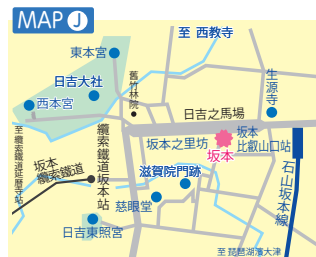 MAP J
至 西教寺
東本宮
日吉大社
舊竹林院
生源寺
西本宮
日吉之馬場
至纜索鐵道延曆寺站
纜索鐵道坂本站
坂本之里坊
坂本
坂本
比叡山口站
坂本
纜索鐵道
滋賀院門跡
石山坂本線
慈眼堂
日吉東照宮
至 琵琶湖濱大津